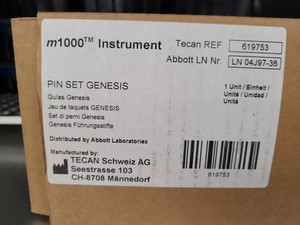 m1000™ Instrument
Tecan REF 619753
Abbott LN Nr. LN 04J97-36
PIN SET GENESIS
Guías Genesis
Jeu de taquets GENESIS
Set di perni Genesis
Genesis Führungsstifte
1 Unit / Einheit /
Unité / Unidad /
Unità
Distributed by Abbott Laboratories
Manufactured by:
TECAN Schweiz AG
Seestrasse 103
CH-8708 Männedorf
619753